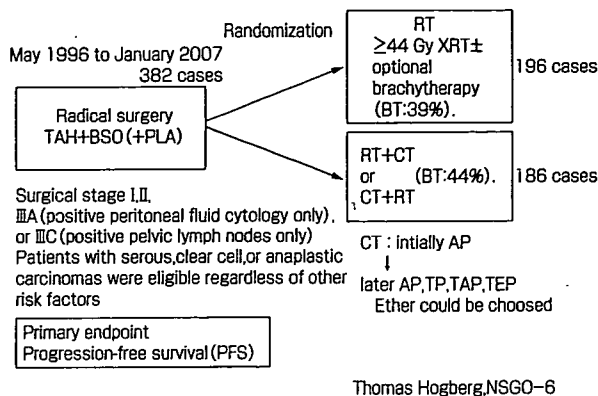 Randomization
May 1996 to January 2007
382 cases
Radical surgery
TAH+BSO(+PLA)
RT
≥44 Gy XRT±
optional
brachytherapy
(BT:39%).
196 cases
RT+CT
or (BT:44%).
CT+RT
186 cases
Surgical stage I,II,
ⅢA(positive peritoneal fluid cytology only),
or ⅢC(positive pelvic lymph nodes only)
Patients with serous,clear cell,or anaplastic
carcinomas were eligible regardless of other
risk factors
CT : intially AP
↓
later AP,TP,TAP,TEP
Ether could be choosed
Primary endpoint
Progression-free survival(PFS)
Thomas Hogberg,NSGO-6